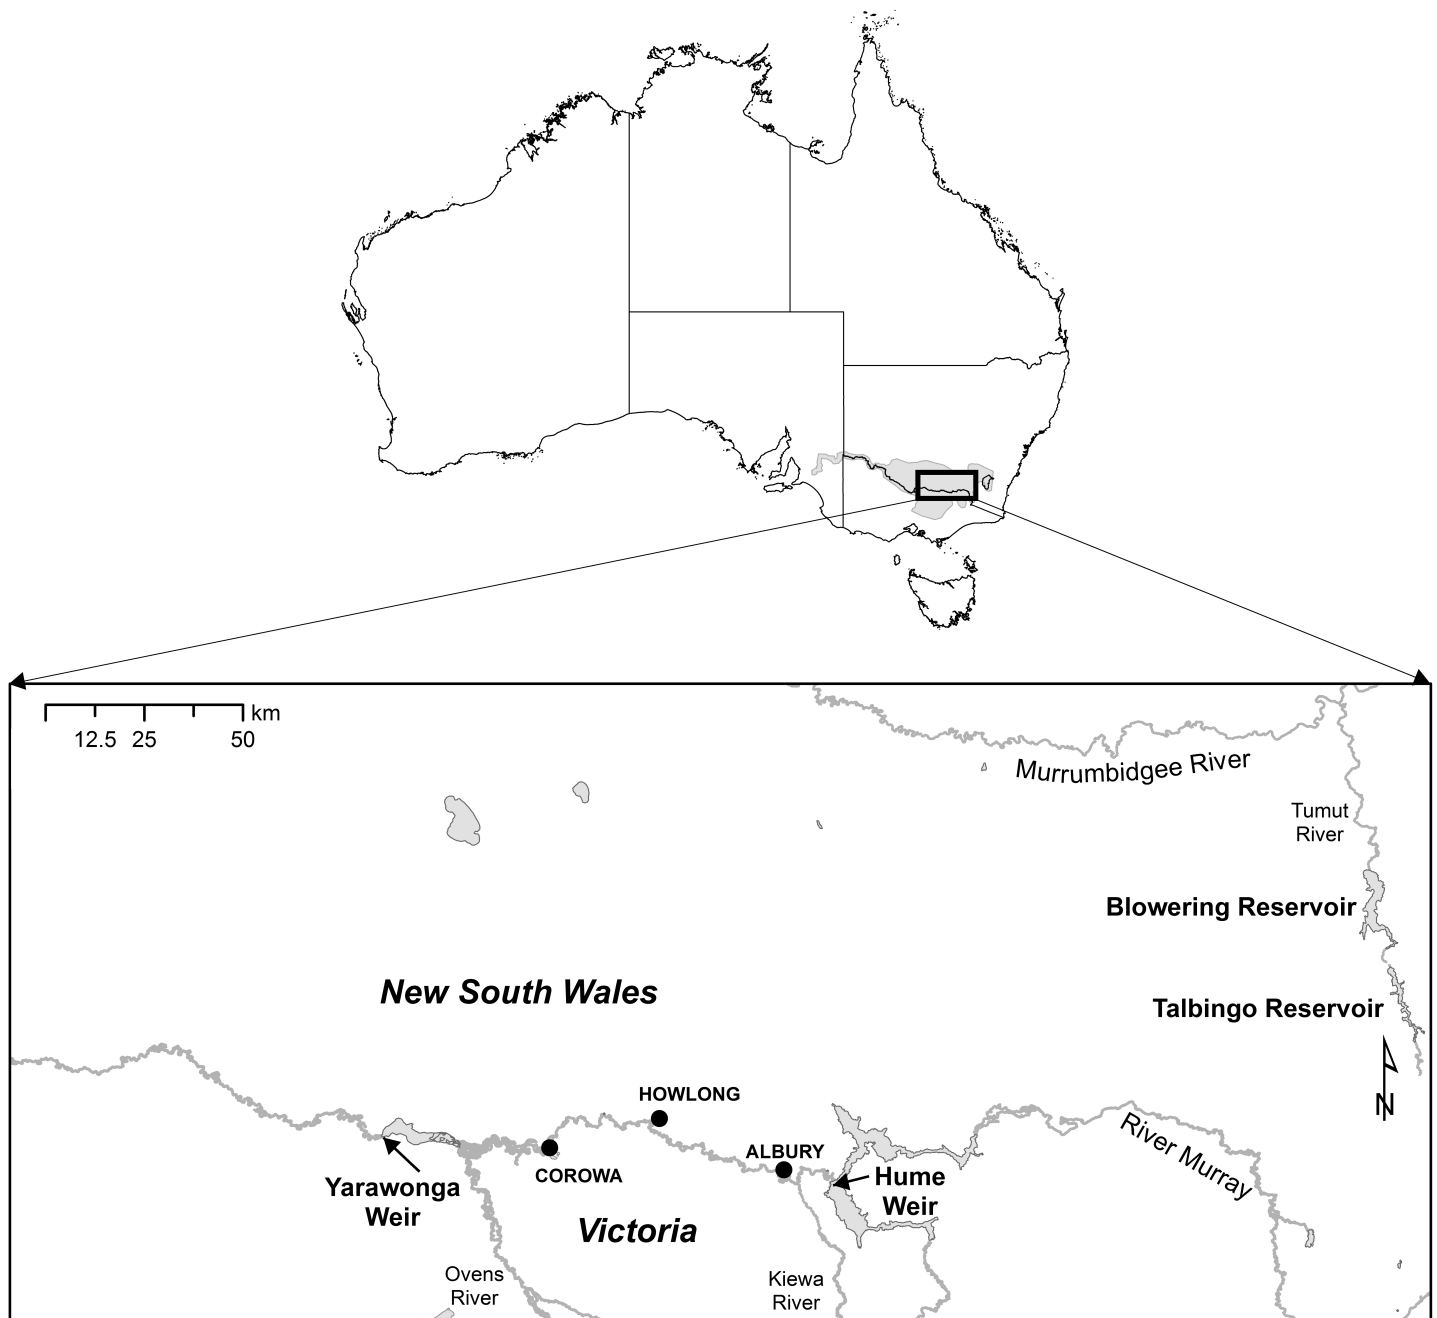 km
12.5 25 50
Murrumbidgee River
Tumut
River
Blowering Reservoir
New South Wales
Talbingo Reservoir
N
HOWLONG
River Murray
ALBURY
COROWA
Hume
Weir
Yarawonga
Weir
Victoria
Ovens
River
Kiewa
River